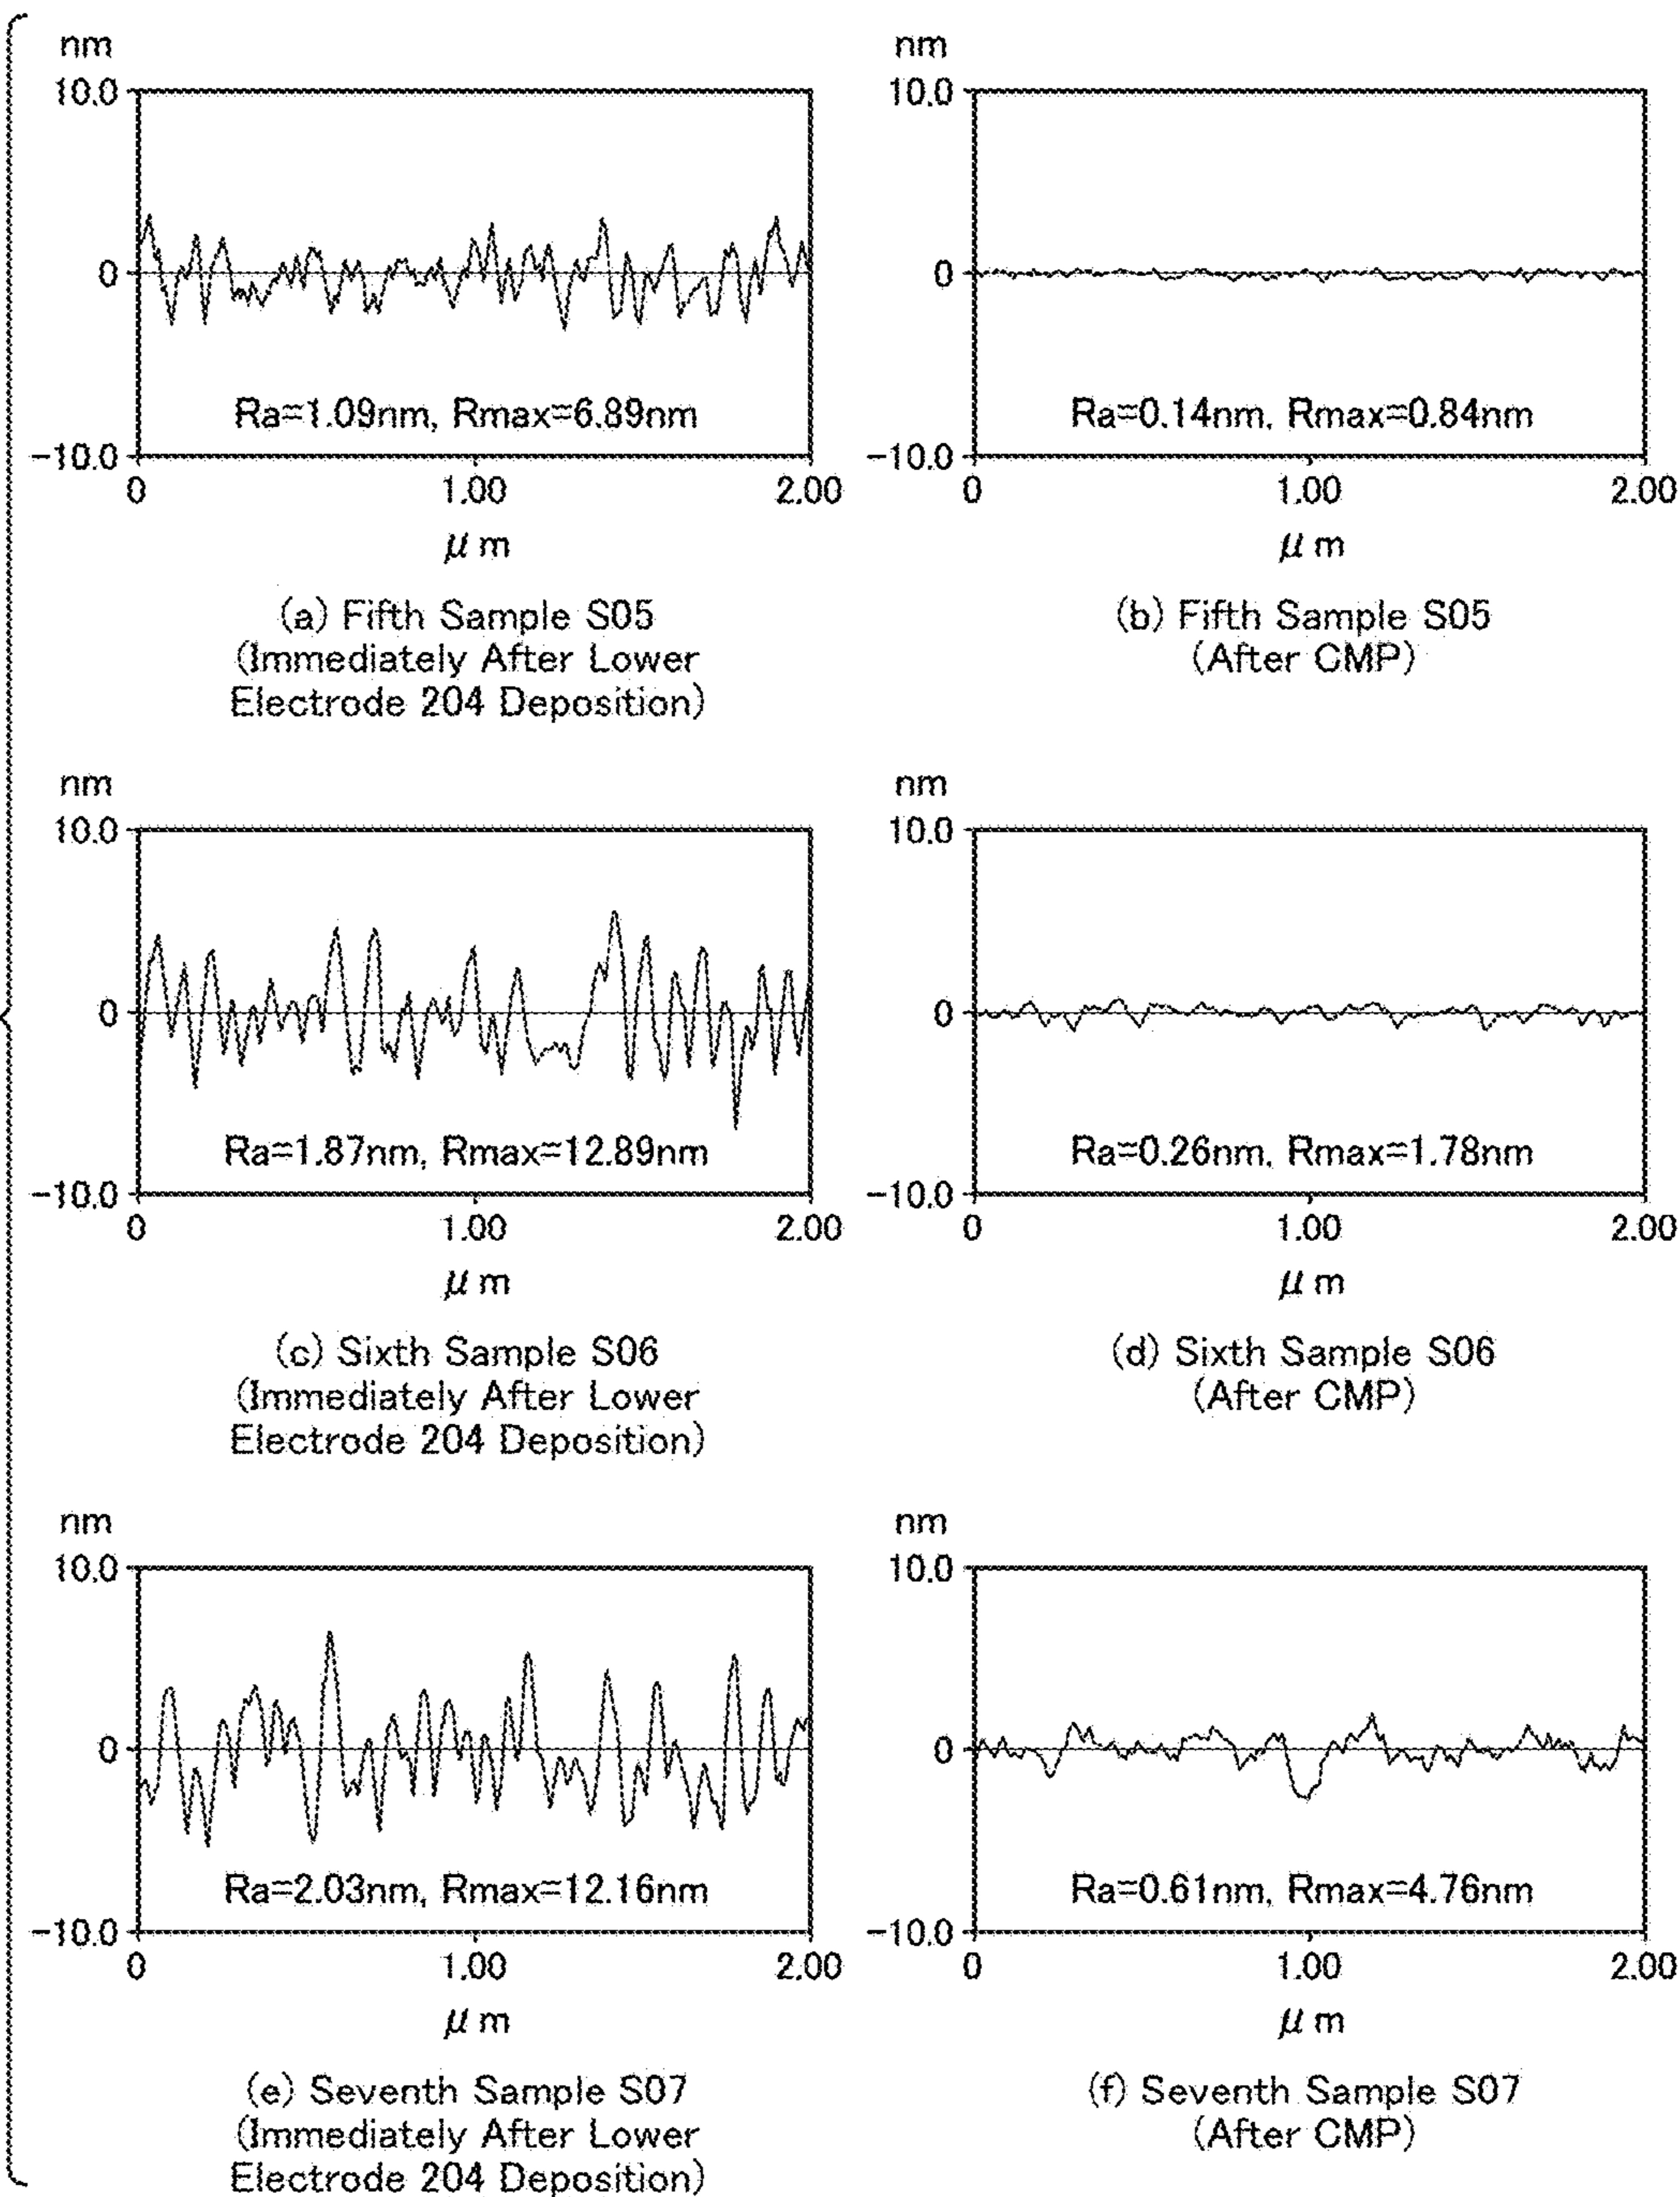 nm
10.0
0
-10.0
Ra=1.09nm, Rmax=6.89nm
0 1.00 2.00
μm
(a) Fifth Sample S05
(Immediately After Lower
Electrode 204 Deposition)
nm
10.0
0
-10.0
Ra=0.14nm, Rmax=0.84nm
0 1.00 2.00
μm
(b) Fifth Sample S05
(After CMP)
nm
10.0
0
-10.0
Ra=1.87nm, Rmax=12.89nm
0 1.00 2.00
μm
(c) Sixth Sample S06
(Immediately After Lower
Electrode 204 Deposition)
nm
10.0
0
-10.0
Ra=0.26nm, Rmax=1.78nm
0 1.00 2.00
μm
(d) Sixth Sample S06
(After CMP)
nm
10.0
0
-10.0
Ra=2.03nm, Rmax=12.16nm
0 1.00 2.00
μm
(e) Seventh Sample S07
(Immediately After Lower
Electrode 204 Deposition)
nm
10.0
0
-10.0
Ra=0.61nm, Rmax=4.76nm
0 1.00 2.00
μm
(f) Seventh Sample S07
(After CMP)